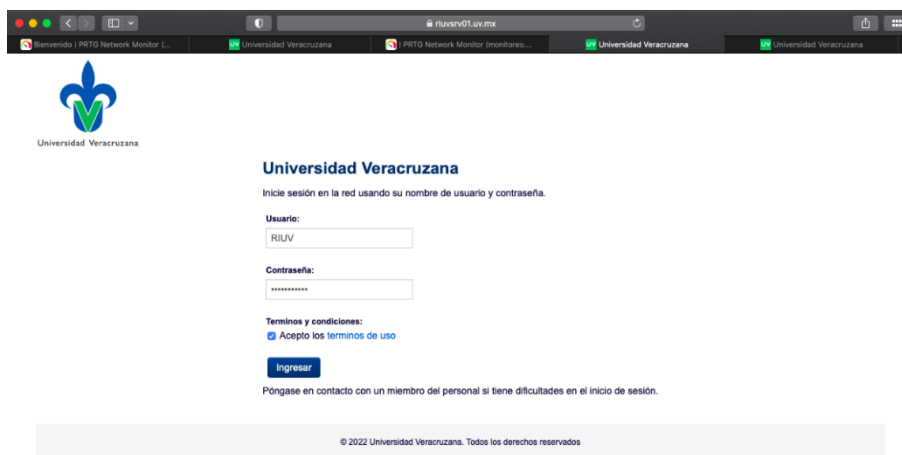 riuvsrv01.uv.mx
Bienvenido | PRTG Network Monitor (...
UV Universidad Veracruzana
| PRTG Network Monitor (monitoreo....
UV Universidad Veracruzana
UV Universidad Veracruzana
Universidad Veracruzana
Universidad Veracruzana
Inicie sesión en la red usando su nombre de usuario y contraseña.
Usuario:
RIUV
Contraseña:
•••••••••••
Terminos y condiciones:
Acepto los terminos de uso
Ingresar
Póngase en contacto con un miembro del personal si tiene dificultades en el inicio de sesión.
© 2022 Universidad Veracruzana. Todos los derechos reservados